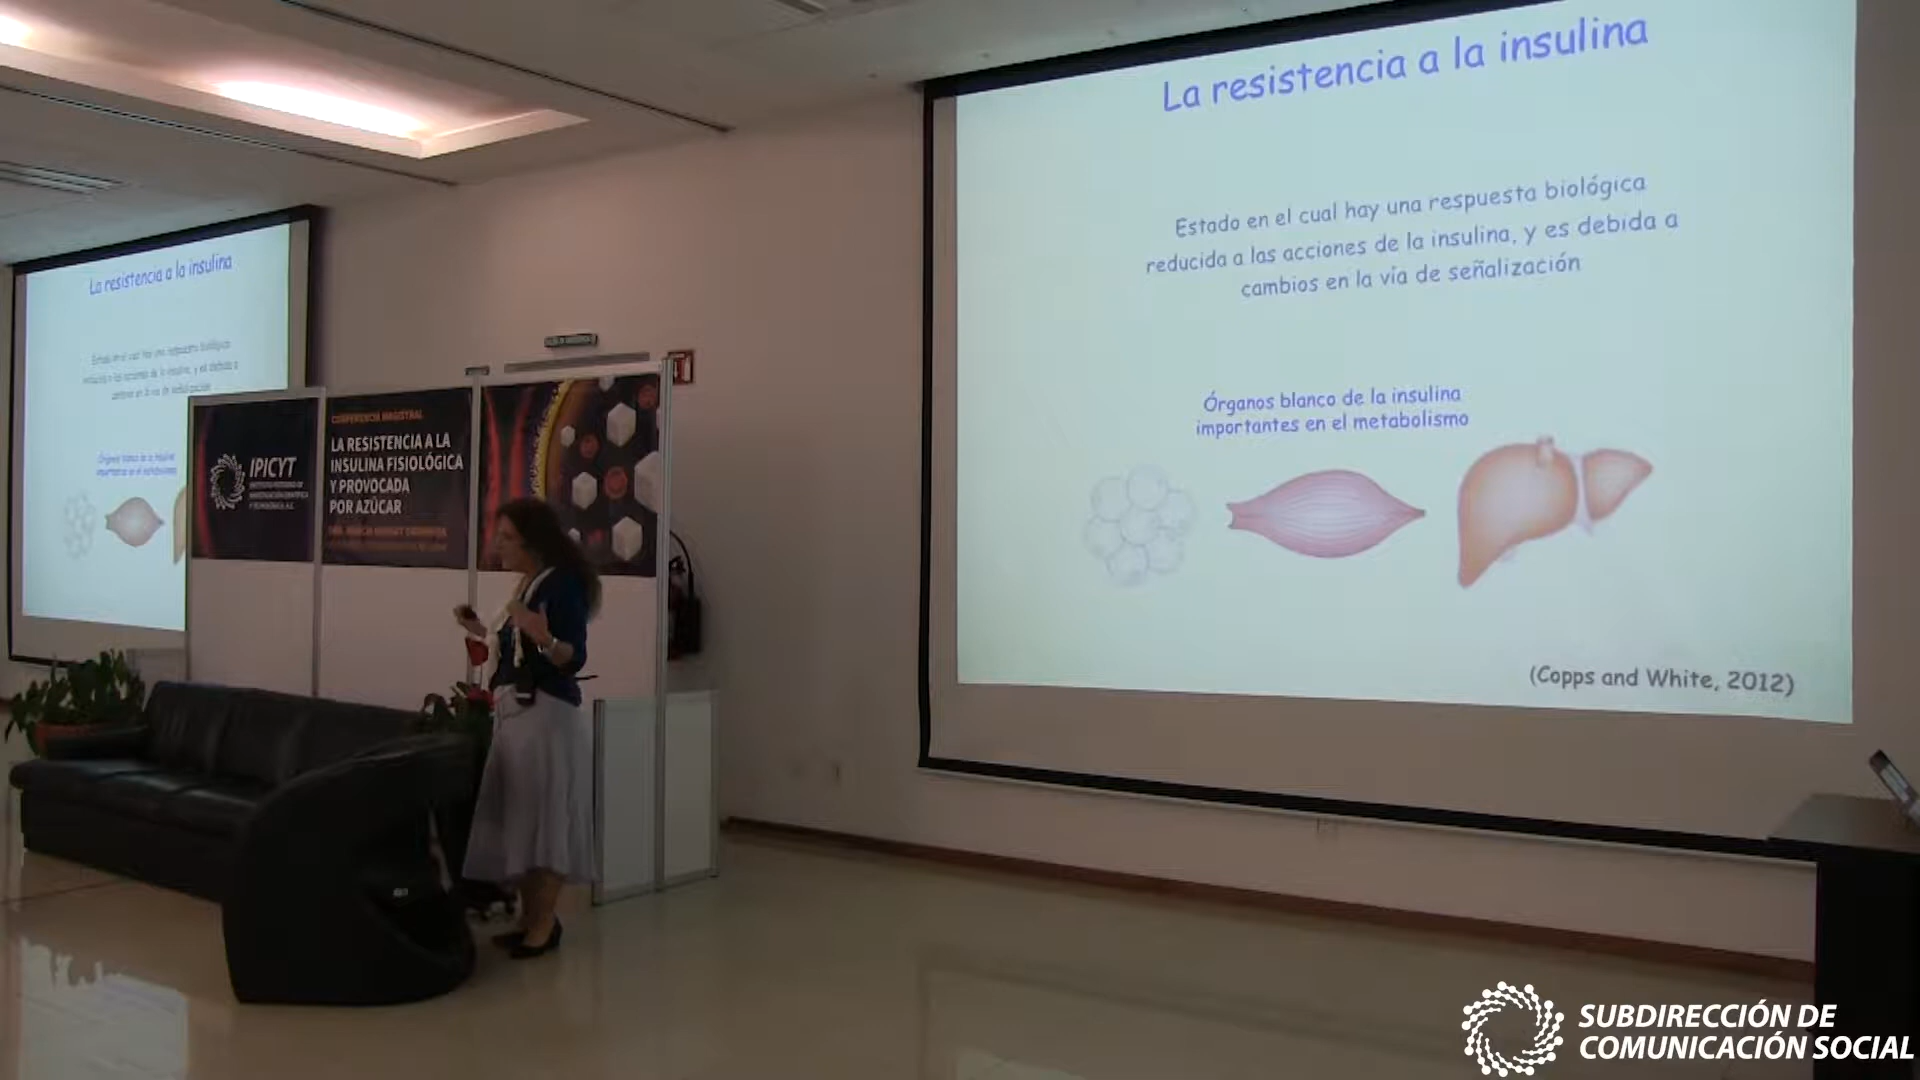 La resistencia a la insulina
Estado en el cual hay una respuesta biológica
reducida a las acciones de la insulina, y es debida a
cambios en la vía de señalización
Órganos blanco de la insulina
importantes en el metabolismo
(Copps and White, 2012)
La resistencia a la insulina
IPICYT
CONFERENCIA MAGISTRAL
LA RESISTENCIA A LA
INSULINA FISIOLÓGICA
Y PROVOCADA
POR AZÚCAR
SUBDIRECCIÓN DE
COMUNICACIÓN SOCIAL